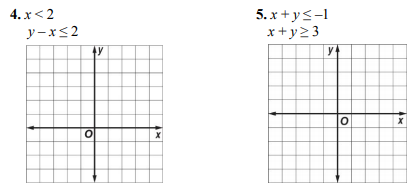 4. x < 2
y – x ≤ 2
y
O
x
5. x + y ≤ –1
x + y ≥ 3
y
O
x